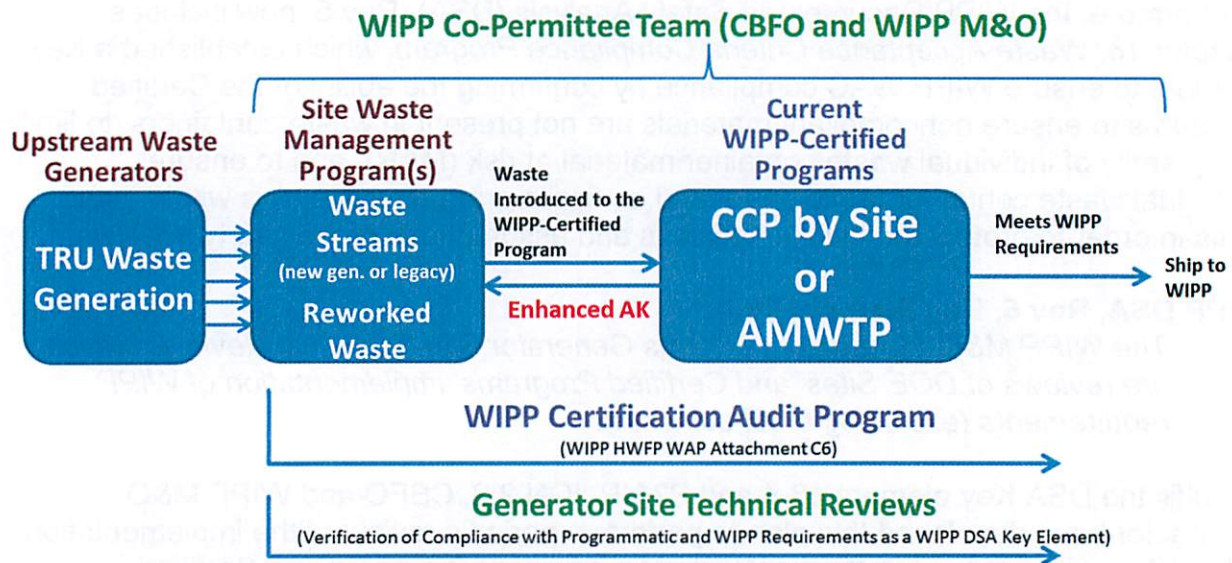 WIPP Co-Permittee Team (CBFO and WIPP M&O)
Upstream Waste
Generators
Site Waste
Management
Program(s)
Current
WIPP-Certified
Programs
TRU Waste
Generation
Waste
Streams
(new gen. or legacy)
Reworked
Waste
Waste
Introduced to the
WIPP-Certified
Program
Enhanced AK
CCP by Site
or
AMWTP
Meets WIPP
Requirements
Ship to
WIPP
WIPP Certification Audit Program
(WIPP HWFP WAP Attachment C6)
Generator Site Technical Reviews
(Verification of Compliance with Programmatic and WIPP Requirements as a WIPP DSA Key Element)